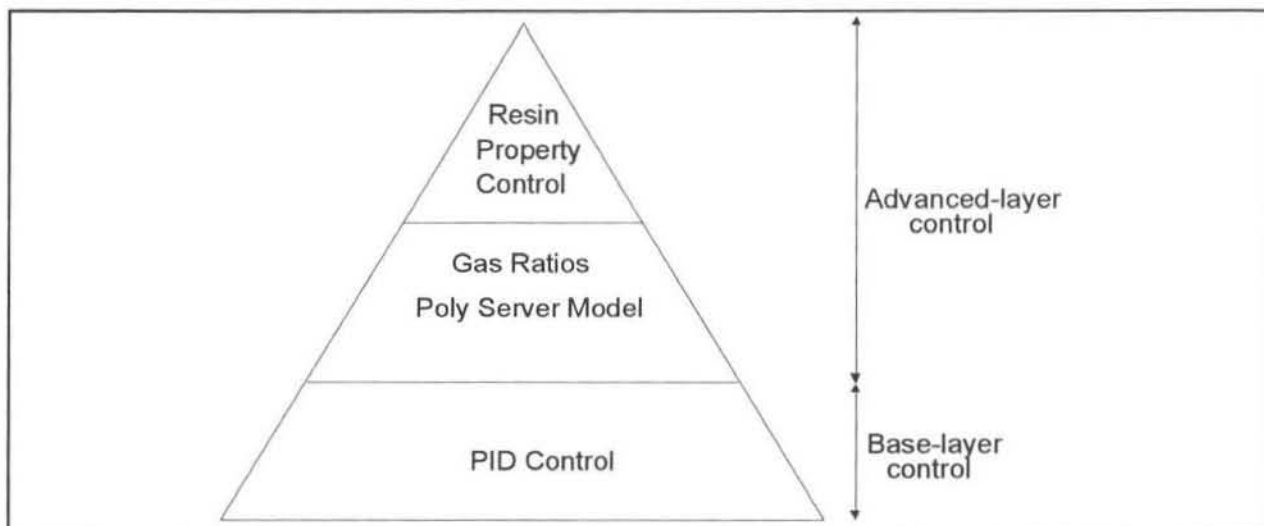 Resin
Property
Control
Advanced-layer
control
Gas Ratios
Poly Server Model
PID Control
Base-layer
control